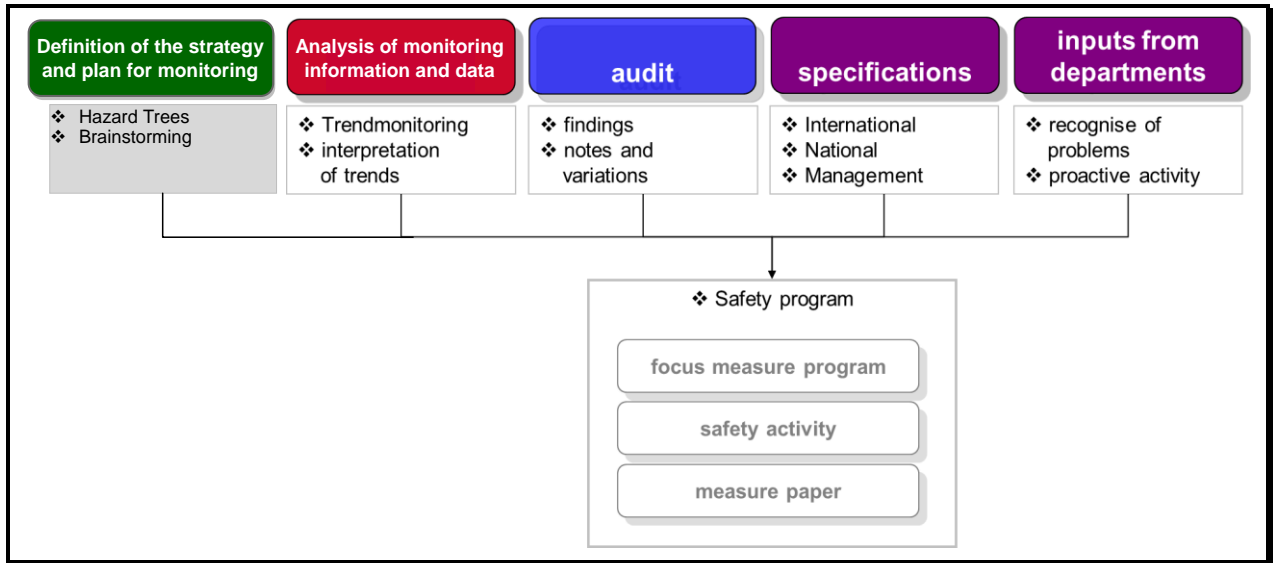 Definition of the strategy
and plan for monitoring
❖ Hazard Trees
❖ Brainstorming
Analysis of monitoring
information and data
❖ Trendmonitoring
❖ interpretation
of trends
audit
❖ findings
❖ notes and
variations
specifications
❖ International
❖ National
❖ Management
inputs from
departments
❖ recognise of
problems
❖ proactive activity
❖ Safety program
focus measure program
safety activity
measure paper